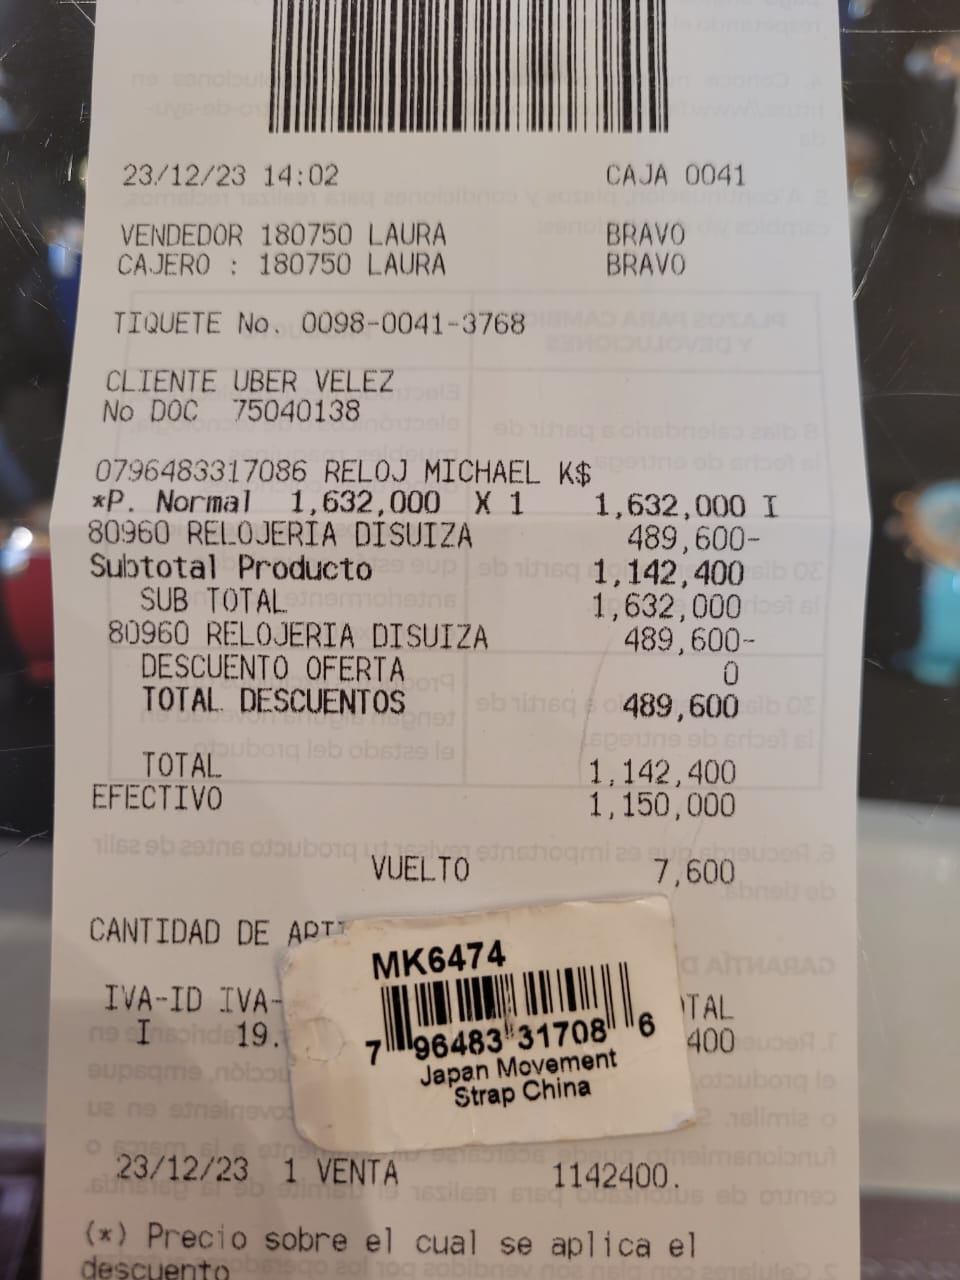 23/12/23 14:02 CAJA 0041
VENDEDOR 180750 LAURA BRAVO
CAJERO : 180750 LAURA BRAVO
TIQUETE No. 0098-0041-3768
CLIENTE UBER VELEZ
No DOC 75040138
0796483317086 RELOJ MICHAEL K$
*P. Normal 1,632,000 X 1 1,632,000 I
80960 RELOJERIA DISUIZA 489,600-
Subtotal Producto 1,142,400
SUB TOTAL 1,632,000
80960 RELOJERIA DISUIZA 489,600-
DESCUENTO OFERTA 0
TOTAL DESCUENTOS 489,600
TOTAL 1,142,400
EFECTIVO 1,150,000
VUELTO 7,600
CANTIDAD DE
IVA-ID IVA- TAL
I 19. 400
MK6474
7 96483 31708 6
Japan Movement
Strap China
23/12/23 1 VENTA 1142400.
(*) Precio sobre el cual se aplica el
descuento